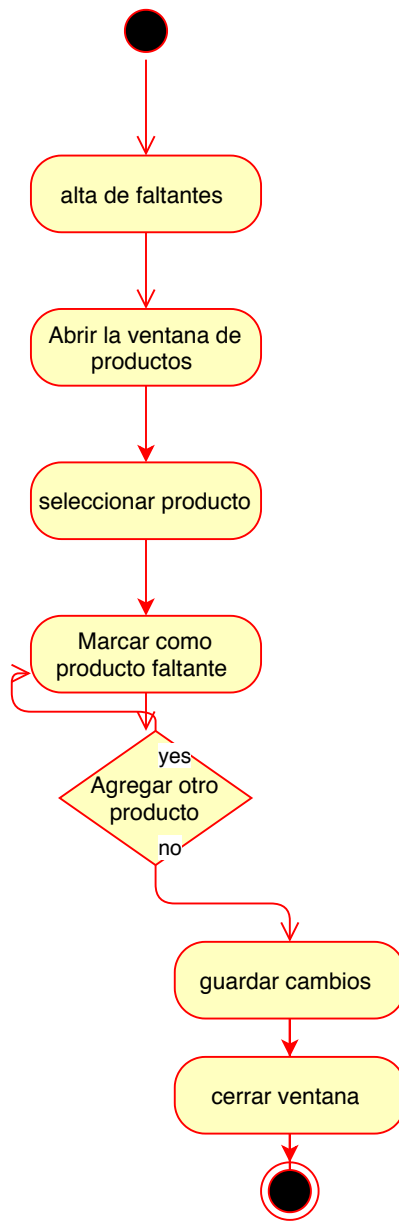 alta de faltantes
Abrir la ventana de
productos
seleccionar producto
Marcar como
producto faltante
yes
Agregar otro
producto
no
guardar cambios
cerrar ventana